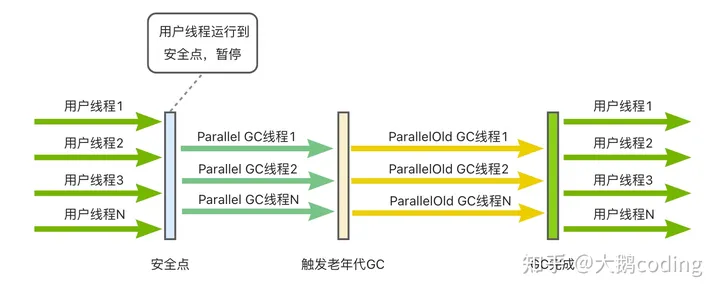 用户线程运行到
安全点，暂停
用户线程1
用户线程2
用户线程3
用户线程N
Parallel GC线程1
Parallel GC线程2
Parallel GC线程N
ParallelOld GC线程1
ParallelOld GC线程2
ParallelOld GC线程N
用户线程1
用户线程2
用户线程3
用户线程N
安全点
触发老年代GC
GC完成
知乎 @大鹅coding